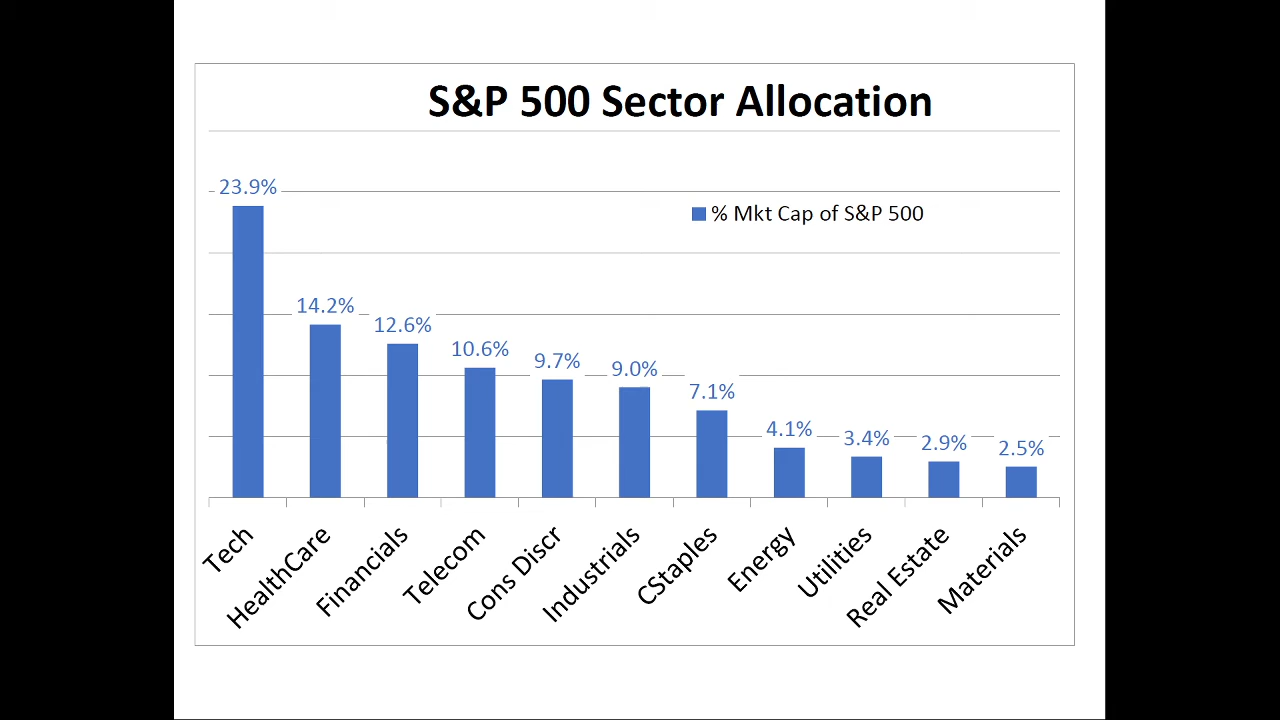 S&P 500 Sector Allocation
23.9%
% Mkt Cap of S&P 500
14.2%
12.6%
10.6%
9.7%
9.0%
7.1%
4.1%
3.4%
2.9%
2.5%
Tech
HealthCare
Financials
Telecom
Cons Discr
Industrials
CStaples
Energy
Utilities
Real Estate
Materials